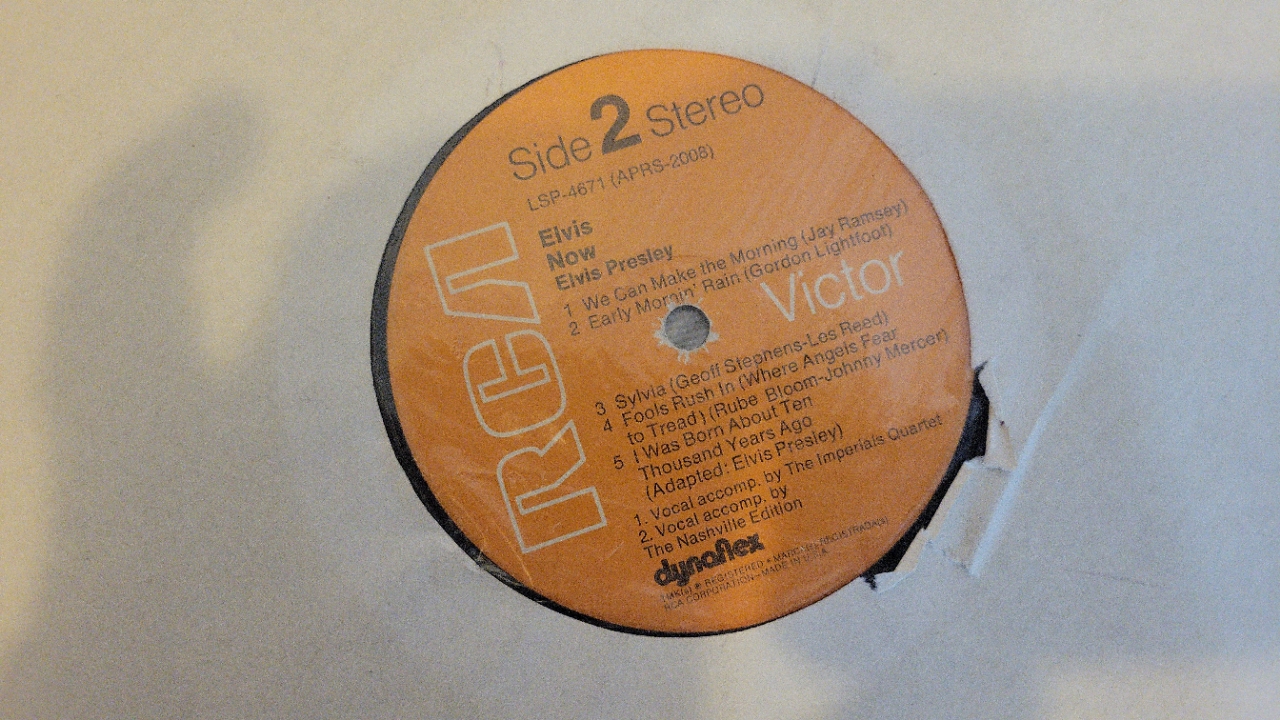 Side 2 Stereo
LSP-4671 (APRS-2008)
RCA
Elvis
Now
Elvis Presley
1 We Can Make the Morning (Jay Ramsey)
2 Early Mornin' Rain (Gordon Lightfoot)
Victor
3 Sylvia (Geoff Stephens-Les Reed)
4 Fools Rush In (Where Angels Fear
to Tread) (Rube Bloom-Johnny Mercer)
5 I Was Born About Ten
Thousand Years Ago
(Adapted: Elvis Presley)
1. Vocal accomp. by The Imperials Quartet
2. Vocal accomp. by
The Nashville Edition
dynaflex
TMK(s) ® REGISTERED • MARCA(s) REGISTRADA(s)
RCA CORPORATION–MADE IN U.S.A.